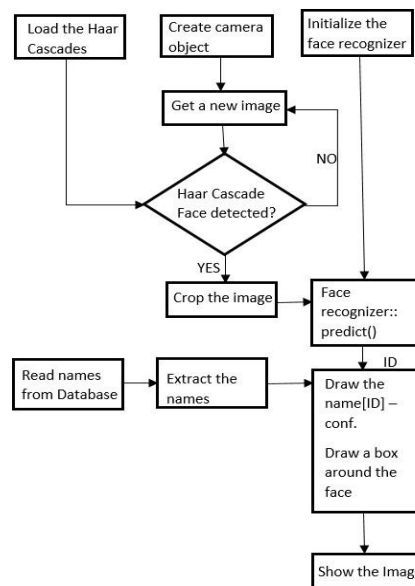 Load the Haar
Cascades
Create camera
object
Initialize the
face recognizer
Get a new image
NO
Haar Cascade
Face detected?
YES
Crop the image
Face
recognizer::
predict()
ID
Read names
from Database
Extract the
names
Draw the
name[ID] –
conf.
Draw a box
around the
face
Show the Imag